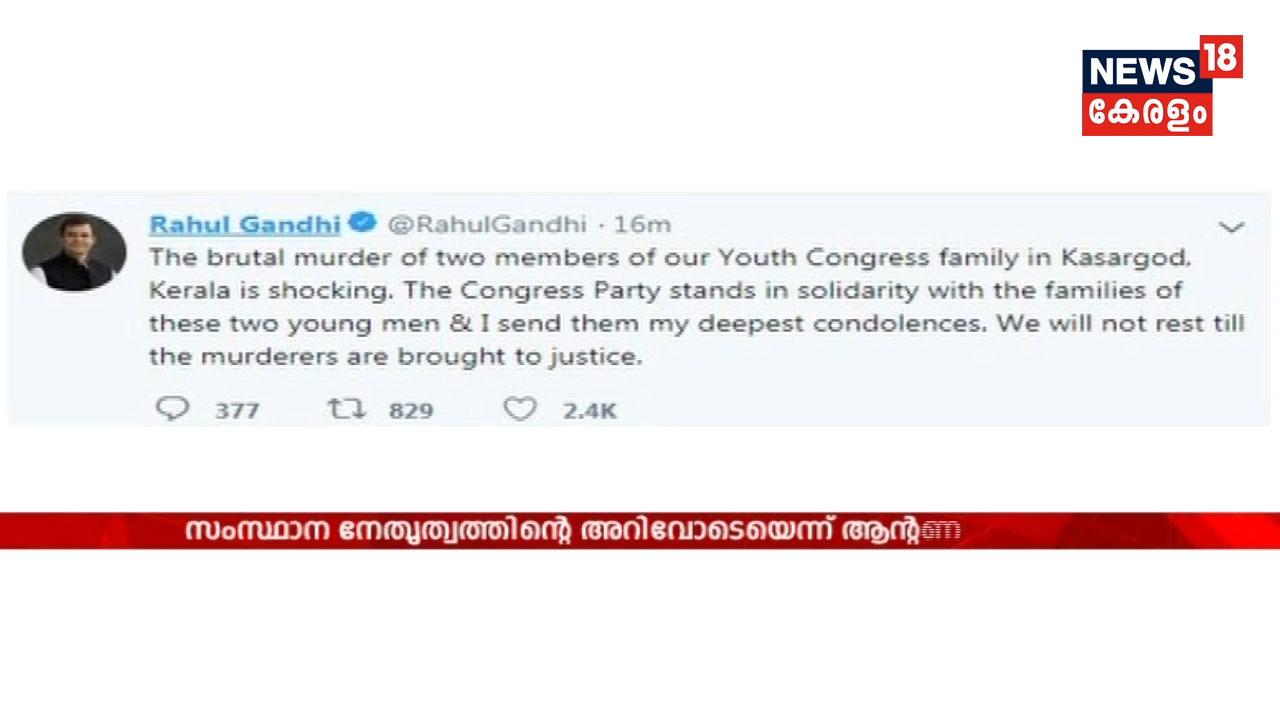 NEWS 18
കേരളം
Rahul Gandhi @RahulGandhi · 16m
The brutal murder of two members of our Youth Congress family in Kasargod,
Kerala is shocking. The Congress Party stands in solidarity with the families of
these two young men & I send them my deepest condolences. We will not rest till
the murderers are brought to justice.
377 829 2.4K
സംസ്ഥാന നേതൃത്വത്തിന്റെ അറിവോടെയെന്ന് ആന്റണ